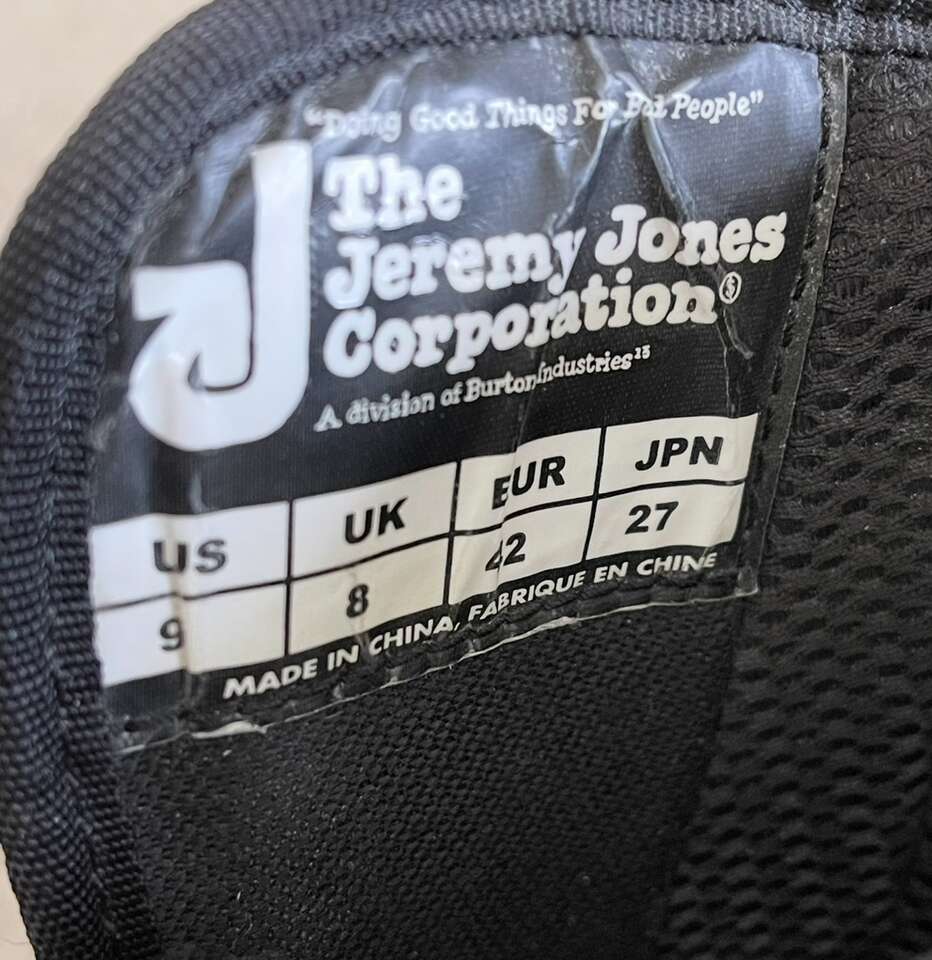 "Doing Good Things For Bad People"
The
Jeremy Jones
Corporation
A division of Burton Industries¹³
US UK EUR JPN
9 8 42 27
MADE IN CHINA, FABRIQUE EN CHINE